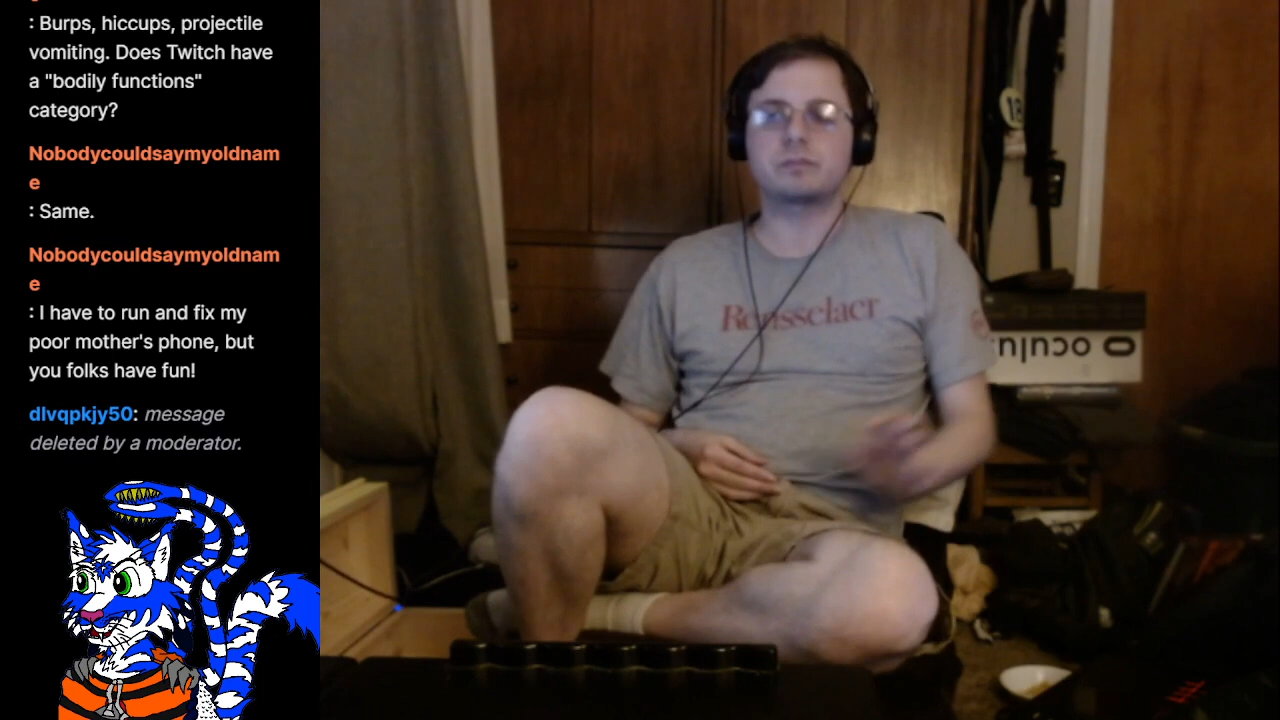 : Burps, hiccups, projectile
vomiting. Does Twitch have
a "bodily functions"
category?
Nobodycouldsaymyoldnam
e
: Same.
Nobodycouldsaymyoldnam
e
: I have to run and fix my
poor mother's phone, but
you folks have fun!
dlvqpkjy50: message
deleted by a moderator.
Rensselaer
18
oculus